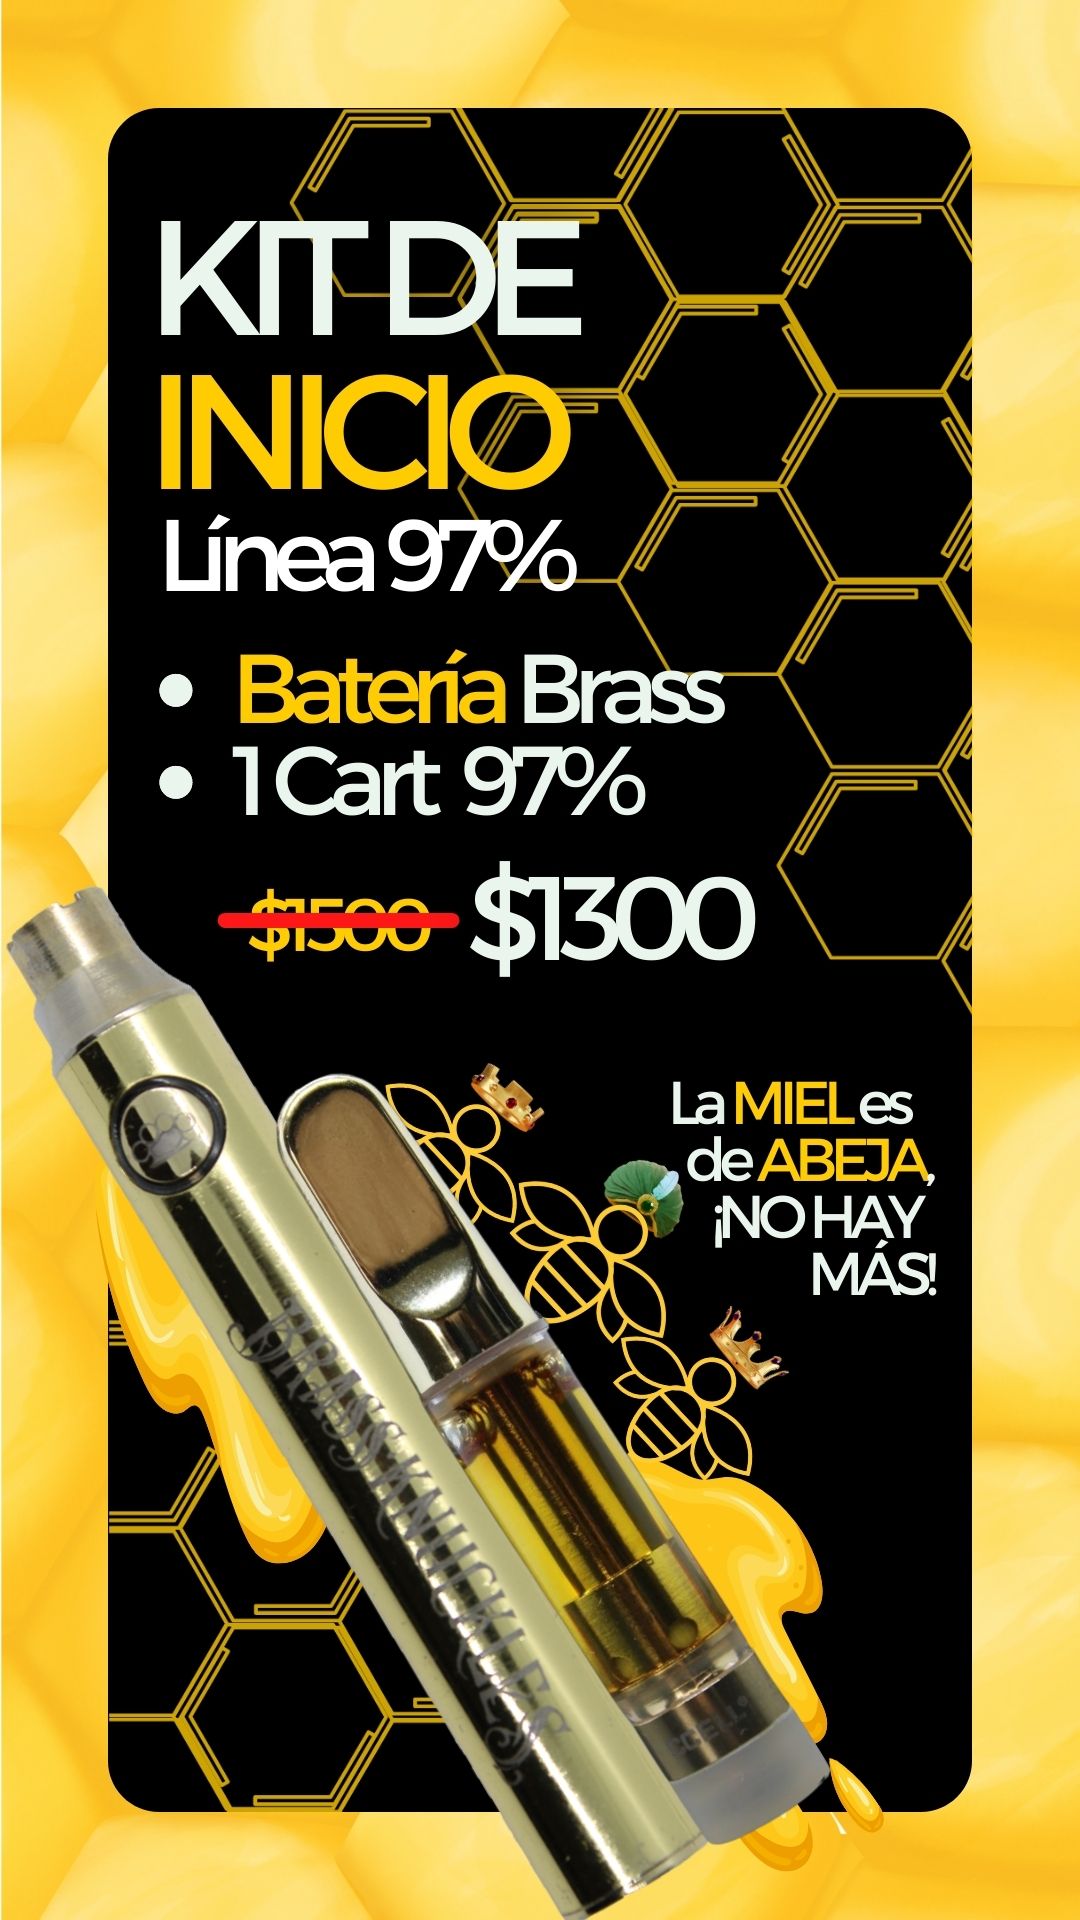 KIT DE
INICIO
Línea 97%
• Batería Brass
• 1 Cart 97%
$1500 $1300
La MIEL es
de ABEJA,
¡NO HAY
MÁS!
BRASS KNUCKLES
CCELL®